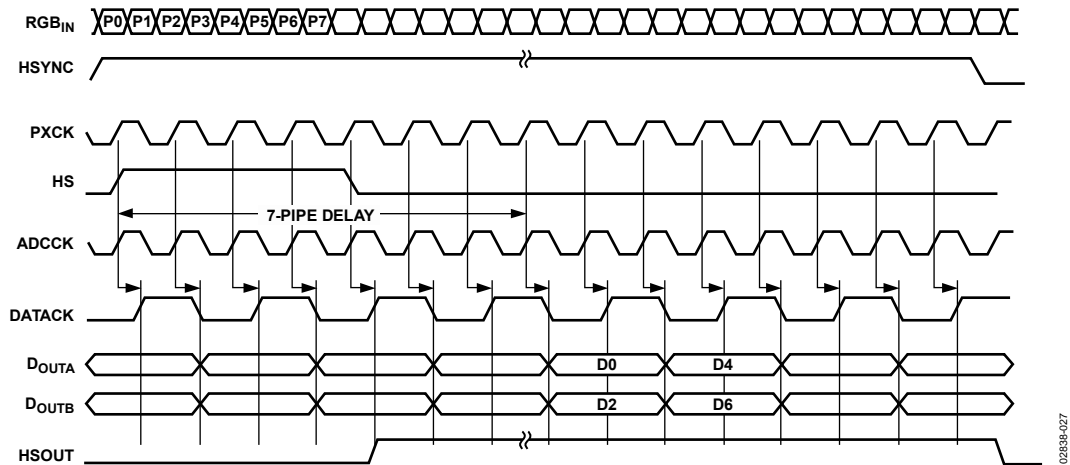 RGBIN P0 P1 P2 P3 P4 P5 P6 P7
HSYNC
PXCK
HS
7-PIPE DELAY
ADCCK
DATACK
DOUTA D0 D4
DOUTB D2 D6
HSOUT
02838-027